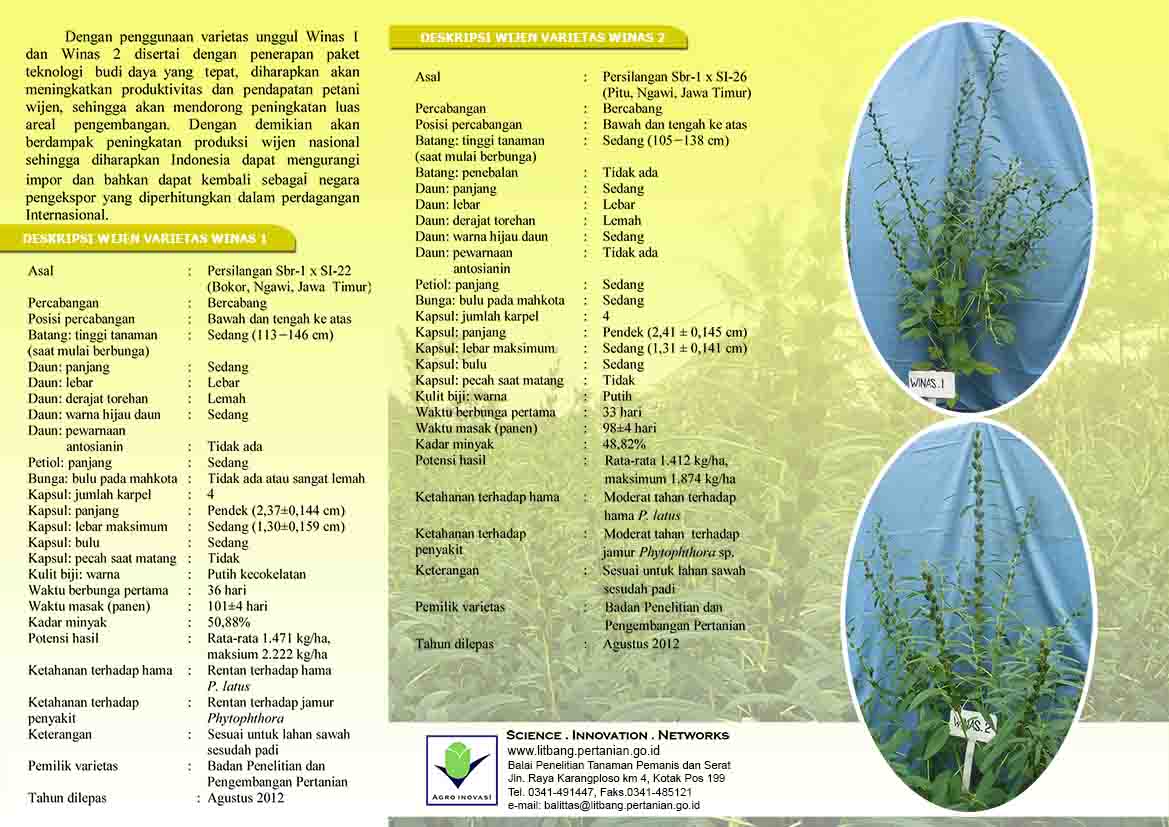 Dengan penggunaan varietas unggul Winas 1
dan Winas 2 disertai dengan penerapan paket
teknologi budi daya yang tepat, diharapkan akan
meningkatkan produktivitas dan pendapatan petani
wijen, sehingga akan mendorong peningkatan luas
areal pengembangan. Dengan demikian akan
berdampak peningkatan produksi wijen nasional
sehingga diharapkan Indonesia dapat mengurangi
impor dan bahkan dapat kembali sebagai negara
pengekspor yang diperhitungkan dalam perdagangan
Internasional.
DESKRIPSI WIJEN VARIETAS WINAS 1
Asal : Persilangan Sbr-1 x SI-22
(Bokor, Ngawi, Jawa Timur)
Percabangan : Bercabang
Posisi percabangan : Bawah dan tengah ke atas
Batang: tinggi tanaman : Sedang (113−146 cm)
(saat mulai berbunga)
Daun: panjang : Sedang
Daun: lebar : Lebar
Daun: derajat torehan : Lemah
Daun: warna hijau daun : Sedang
Daun: pewarnaan
antosianin : Tidak ada
Petiol: panjang : Sedang
Bunga: bulu pada mahkota : Tidak ada atau sangat lemah
Kapsul: jumlah karpel : 4
Kapsul: panjang : Pendek (2,37±0,144 cm)
Kapsul: lebar maksimum : Sedang (1,30±0,159 cm)
Kapsul: bulu : Sedang
Kapsul: pecah saat matang : Tidak
Kulit biji: warna : Putih kecokelatan
Waktu berbunga pertama : 36 hari
Waktu masak (panen) : 101±4 hari
Kadar minyak : 50,88%
Potensi hasil : Rata-rata 1.471 kg/ha,
maksium 2.222 kg/ha
Ketahanan terhadap hama : Rentan terhadap hama
P. latus
Ketahanan terhadap : Rentan terhadap jamur
penyakit Phytophthora
Keterangan : Sesuai untuk lahan sawah
sesudah padi
Pemilik varietas : Badan Penelitian dan
Pengembangan Pertanian
Tahun dilepas : Agustus 2012
DESKRIPSI WIJEN VARIETAS WINAS 2
Asal : Persilangan Sbr-1 x SI-26
(Pitu, Ngawi, Jawa Timur)
Percabangan : Bercabang
Posisi percabangan : Bawah dan tengah ke atas
Batang: tinggi tanaman : Sedang (105−138 cm)
(saat mulai berbunga)
Batang: penebalan : Tidak ada
Daun: panjang : Sedang
Daun: lebar : Lebar
Daun: derajat torehan : Lemah
Daun: warna hijau daun : Sedang
Daun: pewarnaan : Tidak ada
antosianin
Petiol: panjang : Sedang
Bunga: bulu pada mahkota : Sedang
Kapsul: jumlah karpel : 4
Kapsul: panjang : Pendek (2,41 ± 0,145 cm)
Kapsul: lebar maksimum : Sedang (1,31 ± 0,141 cm)
Kapsul: bulu : Sedang
Kapsul: pecah saat matang : Tidak
Kulit biji: warna : Putih
Waktu berbunga pertama : 33 hari
Waktu masak (panen) : 98±4 hari
Kadar minyak : 48,82%
Potensi hasil : Rata-rata 1.412 kg/ha,
maksimum 1.874 kg/ha
Ketahanan terhadap hama : Moderat tahan terhadap
hama P. latus
Ketahanan terhadap : Moderat tahan terhadap
penyakit jamur Phytophthora sp.
Keterangan : Sesuai untuk lahan sawah
sesudah padi
Pemilik varietas : Badan Penelitian dan
Pengembangan Pertanian
Tahun dilepas : Agustus 2012
AGRO INOVASI
SCIENCE . INNOVATION . NETWORKS
www.litbang.pertanian.go.id
Balai Penelitian Tanaman Pemanis dan Serat
Jln. Raya Karangploso km 4, Kotak Pos 199
Tel. 0341-491447, Faks.0341-485121
e-mail: balittas@litbang.pertanian.go.id
WINAS.1
WINAS.2